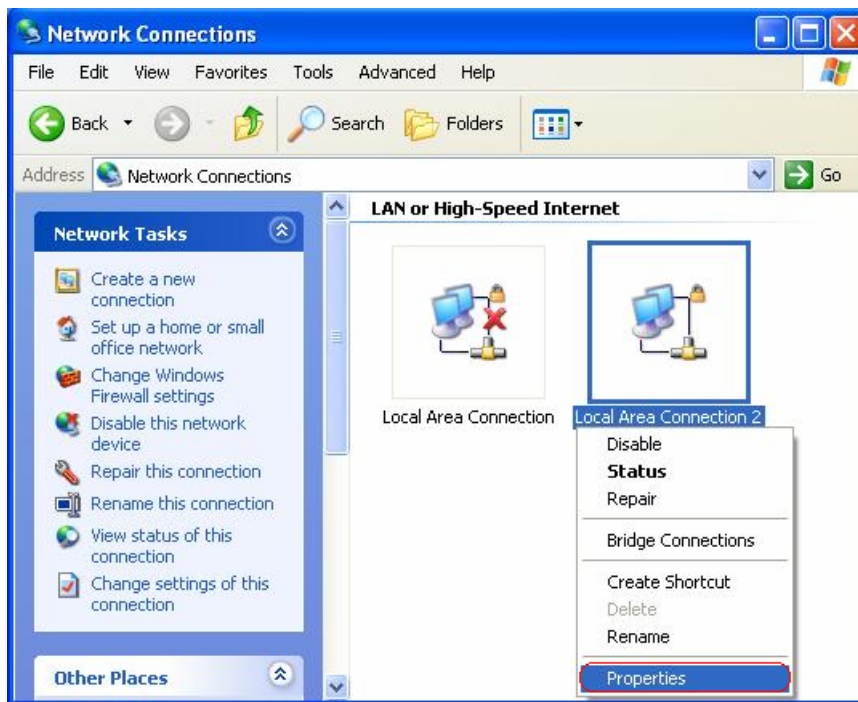 Network Connections
File Edit View Favorites Tools Advanced Help
Back Search Folders
Address Network Connections Go
Network Tasks
Create a new
connection
Set up a home or small
office network
Change Windows
Firewall settings
Disable this network
device
Repair this connection
Rename this connection
View status of this
connection
Change settings of this
connection
Other Places
LAN or High-Speed Internet
Local Area Connection
Local Area Connection 2
Disable
Status
Repair
Bridge Connections
Create Shortcut
Delete
Rename
Properties